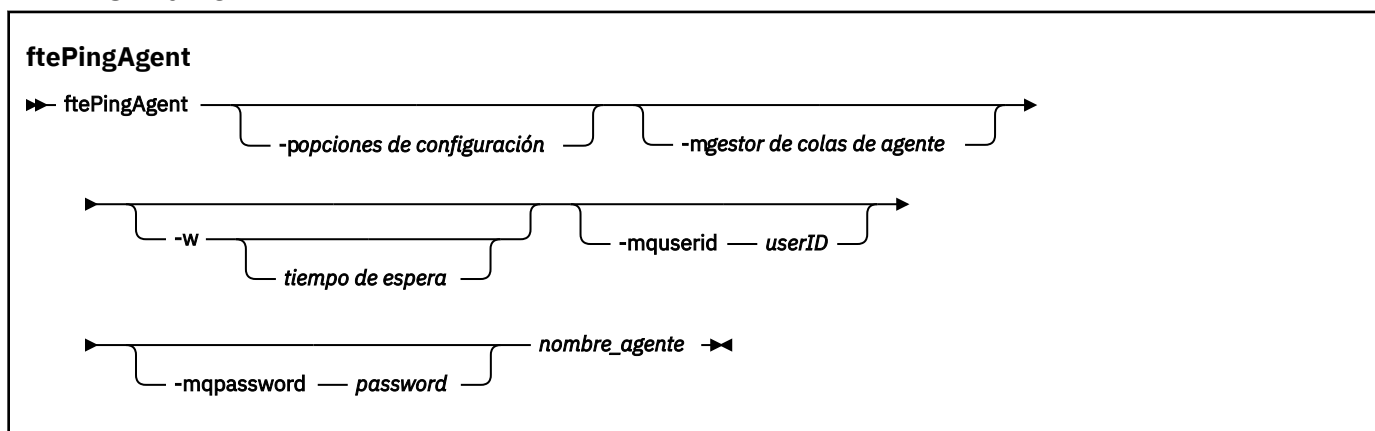 ftePingAgent
ftePingAgent
-popciones de configuración
-mgestor de colas de agente
-w
tiempo de espera
-mquserid userID
-mqpassword password
nombre_agente